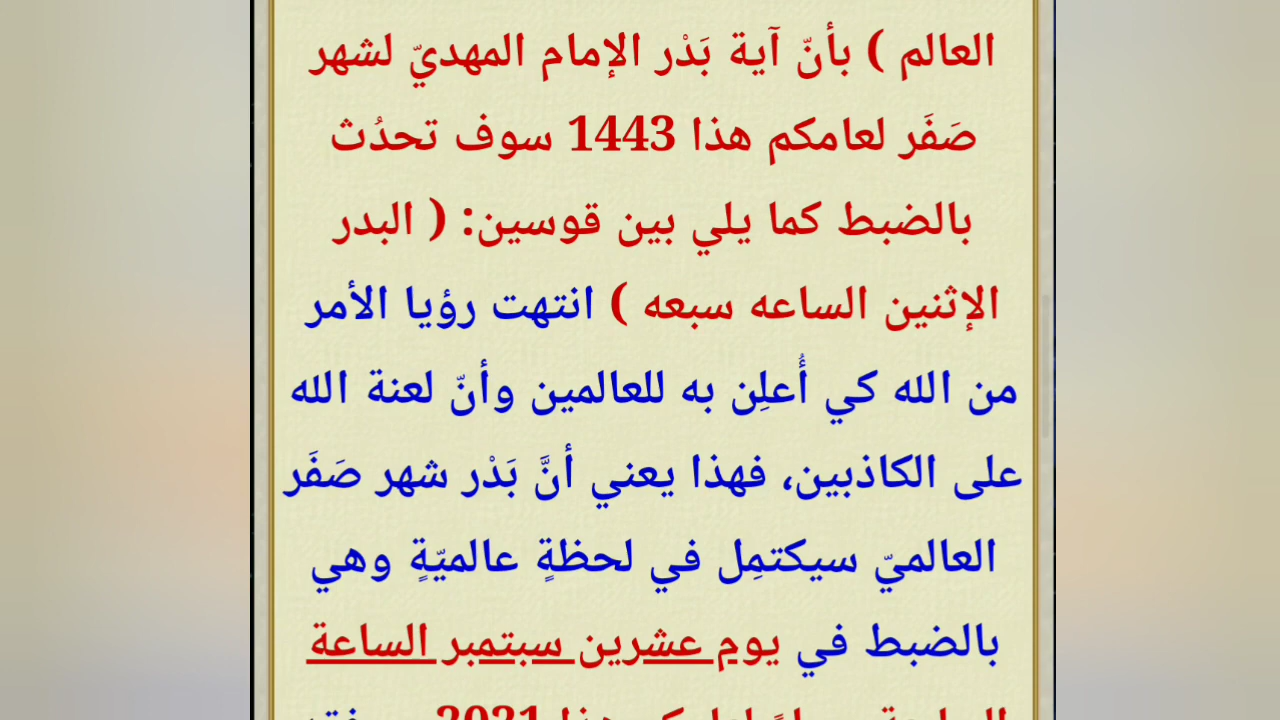 العالم ) بأنّ آية بَدْر الإمام المهديّ لشهر
صَفَر لعامكم هذا 1443 سوف تحدُث
بالضبط كما يلي بين قوسين: ( البدر
الإثنين الساعه سبعه ) انتهت رؤيا الأمر
من الله كي أُعلِن به للعالمين وأنّ لعنة الله
على الكاذبين، فهذا يعني أنَّ بَدْر شهر صَفَر
العالميّ سيكتمِل في لحظةٍ عالميّةٍ وهي
بالضبط في يوم عشرين سبتمبر الساعة
هذا 2021